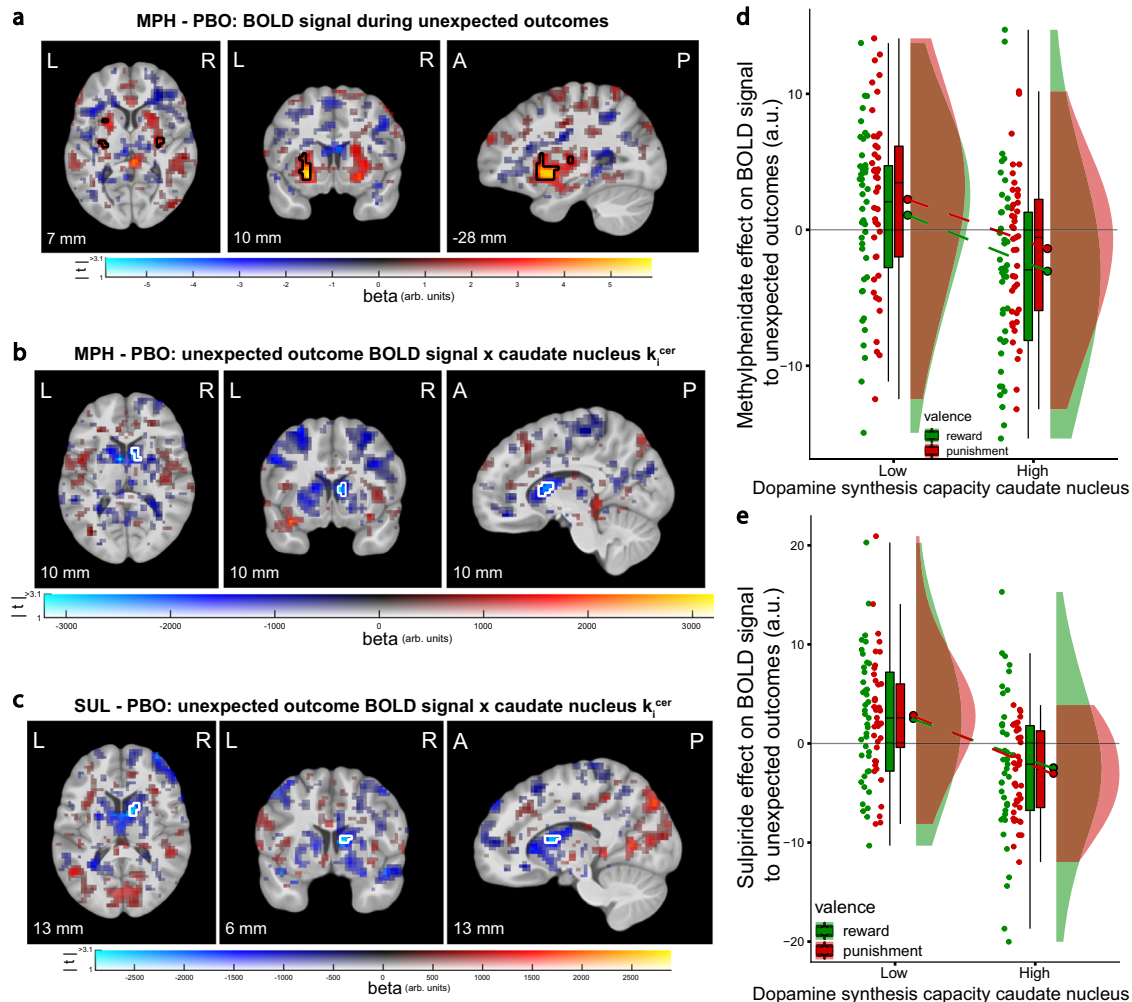 a
MPH - PBO: BOLD signal during unexpected outcomes
L
R
L
R
A
P
7 mm
10 mm
-28 mm
| t |
>3.1
1
-5
-4
-3
-2
-1
0
1
2
3
4
5
beta (arb. units)
b
MPH - PBO: unexpected outcome BOLD signal x caudate nucleus kᵢᶜᵉʳ
L
R
L
R
A
P
10 mm
10 mm
10 mm
| t |
>3.1
1
-3000
-2000
-1000
0
1000
2000
3000
beta (arb. units)
c
SUL - PBO: unexpected outcome BOLD signal x caudate nucleus kᵢᶜᵉʳ
L
R
L
R
A
P
13 mm
6 mm
13 mm
| t |
>3.1
1
-2500
-2000
-1500
-1000
-500
0
500
1000
1500
2000
2500
beta (arb. units)
d
Methylphenidate effect on BOLD signal
to unexpected outcomes (a.u.)
10
0
−10
valence
reward
punishment
Low
High
Dopamine synthesis capacity caudate nucleus
e
Sulpiride effect on BOLD signal
to unexpected outcomes (a.u.)
20
10
0
−10
−20
valence
reward
punishment
Low
High
Dopamine synthesis capacity caudate nucleus